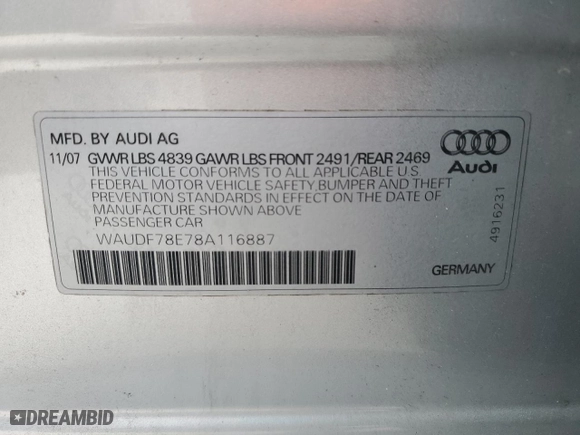 MFD. BY AUDI AG
11/07 GVWR LBS 4839 GAWR LBS FRONT 2491/REAR 2469
THIS VEHICLE CONFORMS TO ALL APPLICABLE U.S.
FEDERAL MOTOR VEHICLE SAFETY,BUMPER AND THEFT
PREVENTION STANDARDS IN EFFECT ON THE DATE OF
MANUFACTURE SHOWN ABOVE
PASSENGER CAR
WAUDF78E78A116887
Audi
4916231
GERMANY
DREAMBID